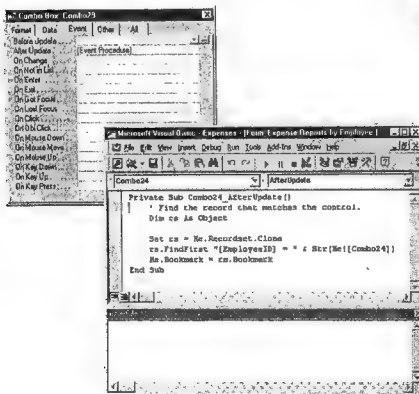 Combo Box: Combo29
Format Data Event Other All
Before Update
After Update [Event Procedure]
On Change
On Not in List
On Enter
On Exit
On Got Focus
On Lost Focus
On Click
On Dbl Click
On Mouse Down
On Mouse Move
On Mouse Up
On Key Down
On Key Up
On Key Press
Microsoft Visual Basic - Expenses - [Form_Expense Reports by Employee]
File Edit View Insert Debug Run Tools Add-Ins Window Help
Combo24 AfterUpdate
Private Sub Combo24_AfterUpdate()
' Find the record that matches the control.
Dim rs As Object
Set rs = Me.Recordset.Clone
rs.FindFirst "[EmployeeID] = " & Str(Me![Combo24])
Me.Bookmark = rs.Bookmark
End Sub